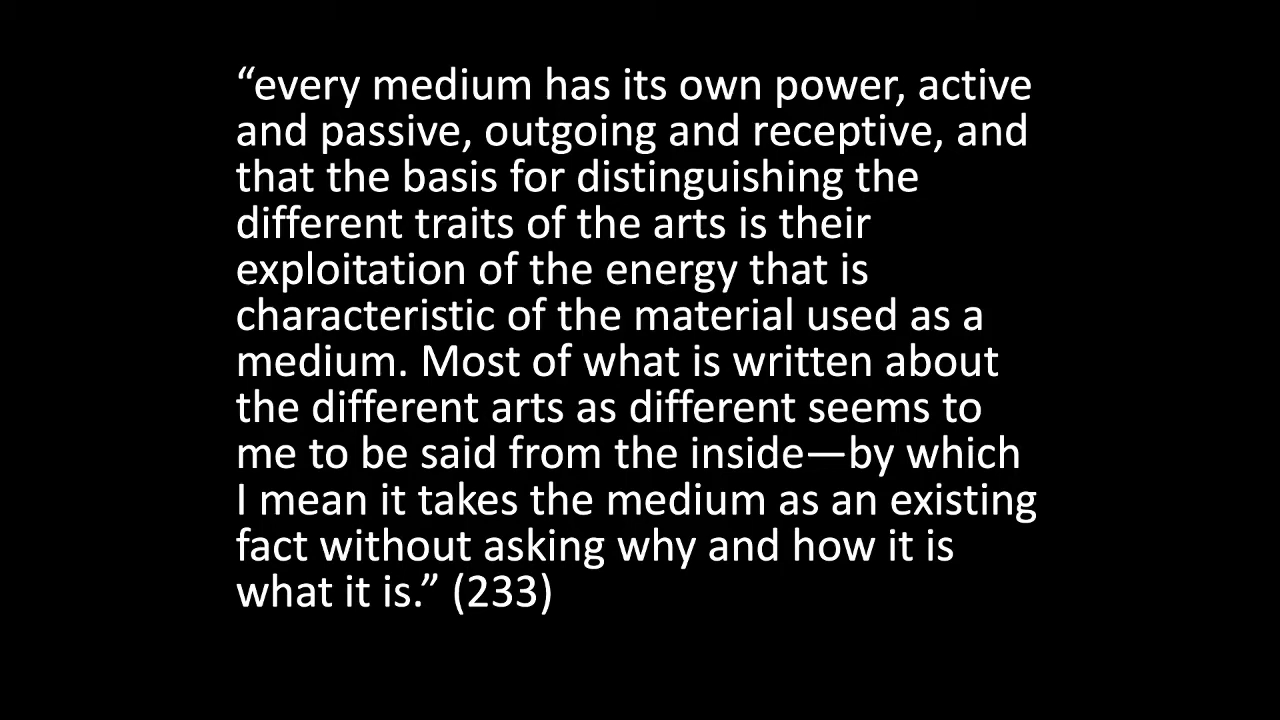 “every medium has its own power, active
and passive, outgoing and receptive, and
that the basis for distinguishing the
different traits of the arts is their
exploitation of the energy that is
characteristic of the material used as a
medium. Most of what is written about
the different arts as different seems to
me to be said from the inside—by which
I mean it takes the medium as an existing
fact without asking why and how it is
what it is.” (233)